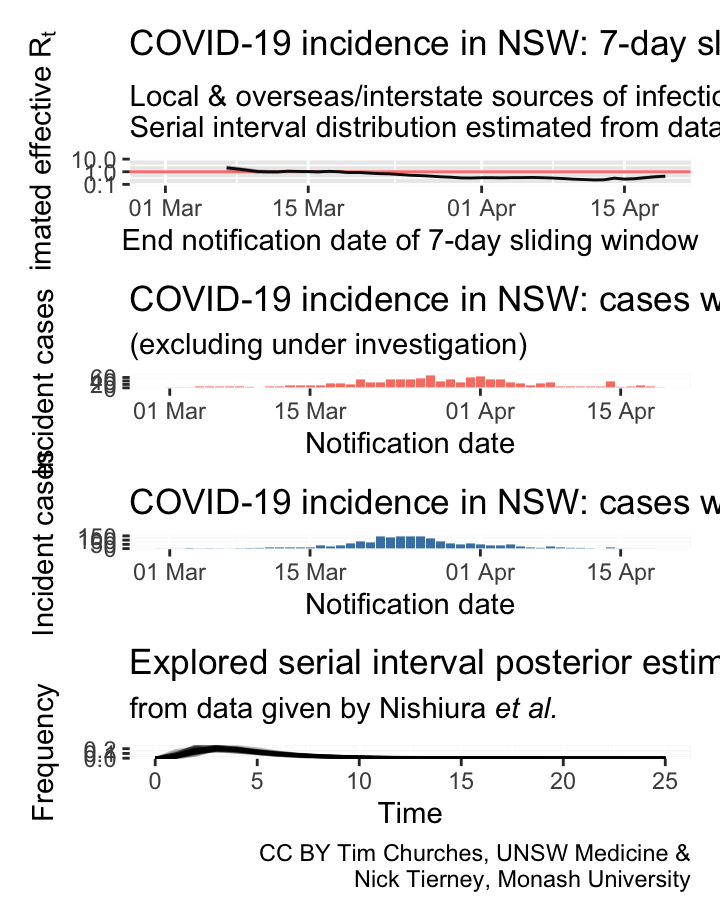 COVID-19 incidence in NSW: 7-day sl
Local & overseas/interstate sources of infectio
Serial interval distribution estimated from data
imated effective Rt
10.0
1.0
0.1
01 Mar 15 Mar 01 Apr 15 Apr
End notification date of 7-day sliding window
COVID-19 incidence in NSW: cases w
(excluding under investigation)
Incident cases
01 Mar 15 Mar 01 Apr 15 Apr
Notification date
COVID-19 incidence in NSW: cases w
Incident cases
01 Mar 15 Mar 01 Apr 15 Apr
Notification date
Explored serial interval posterior estim
from data given by Nishiura et al.
Frequency
0 5 10 15 20 25
Time
CC BY Tim Churches, UNSW Medicine &
Nick Tierney, Monash University